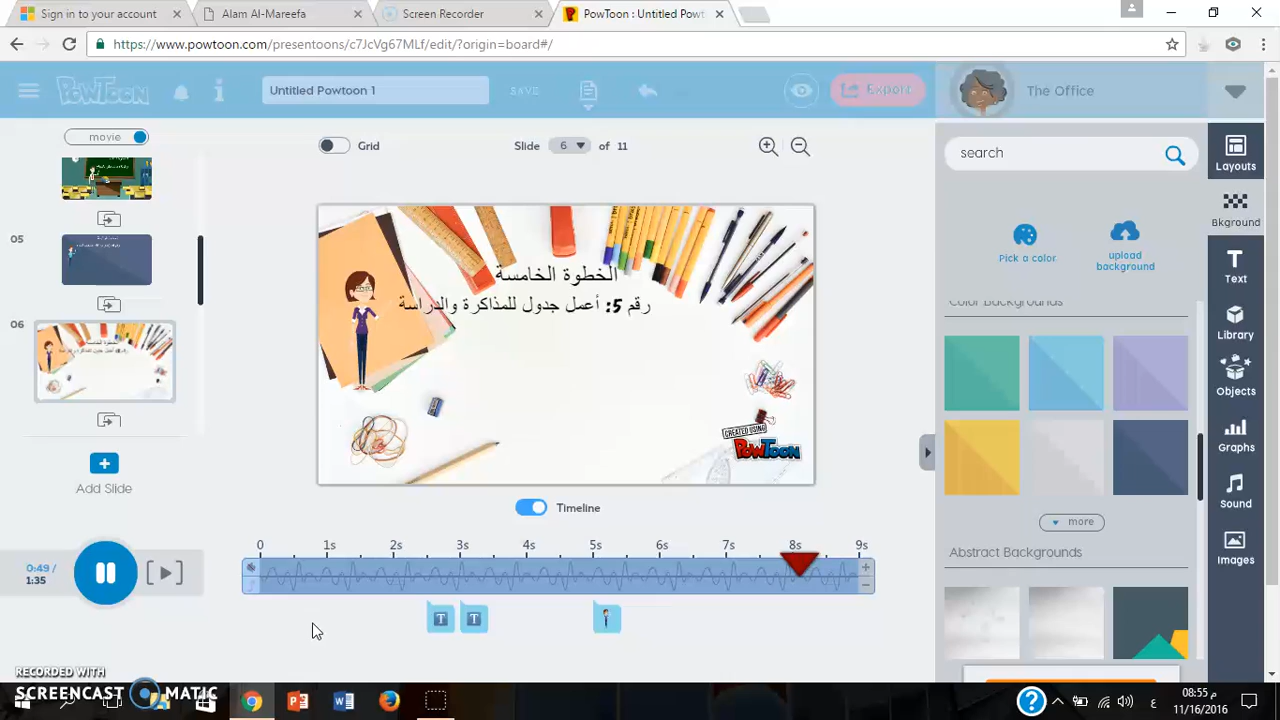 Sign in to your account
Alam Al-Mareefa
Screen Recorder
PowToon : Untitled Powt
https://www.powtoon.com/presentoons/c7JcVg67MLf/edit/?origin=board#/
POWTOON
Untitled Powtoon 1
SAVE
Export
The Office
movie
Grid
Slide 6 of 11
search
Layouts
Bkground
Text
Library
Objects
Graphs
Sound
Images
Pick a color
upload background
Color Backgrounds
more
Abstract Backgrounds
05
06
Add Slide
الخطوة الخامسة
رقم 5: أعمل جدول للمذاكرة والدراسة
CREATED USING
POWTOON
Timeline
0 1s 2s 3s 4s 5s 6s 7s 8s 9s
0:49
1:35
T T
RECORDED WITH
SCREENCAST MATIC
08:55 م
11/16/2016
ع